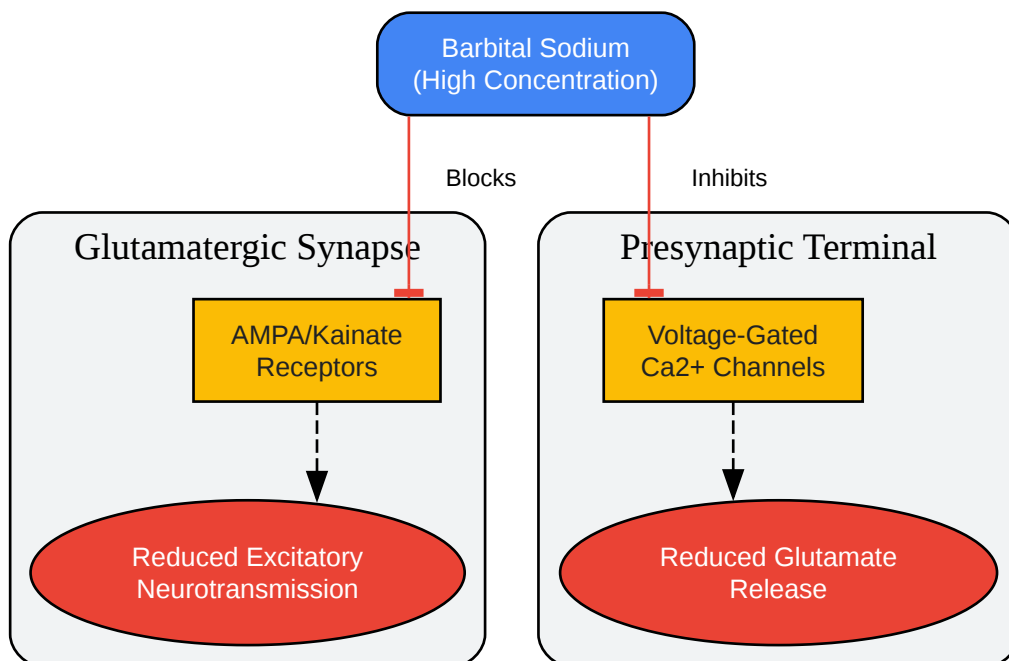 Barbital Sodium
(High Concentration)
Blocks
Inhibits
Glutamatergic Synapse
Presynaptic Terminal
AMPA/Kainate
Receptors
Voltage-Gated
Ca2+ Channels
Reduced Excitatory
Neurotransmission
Reduced Glutamate
Release